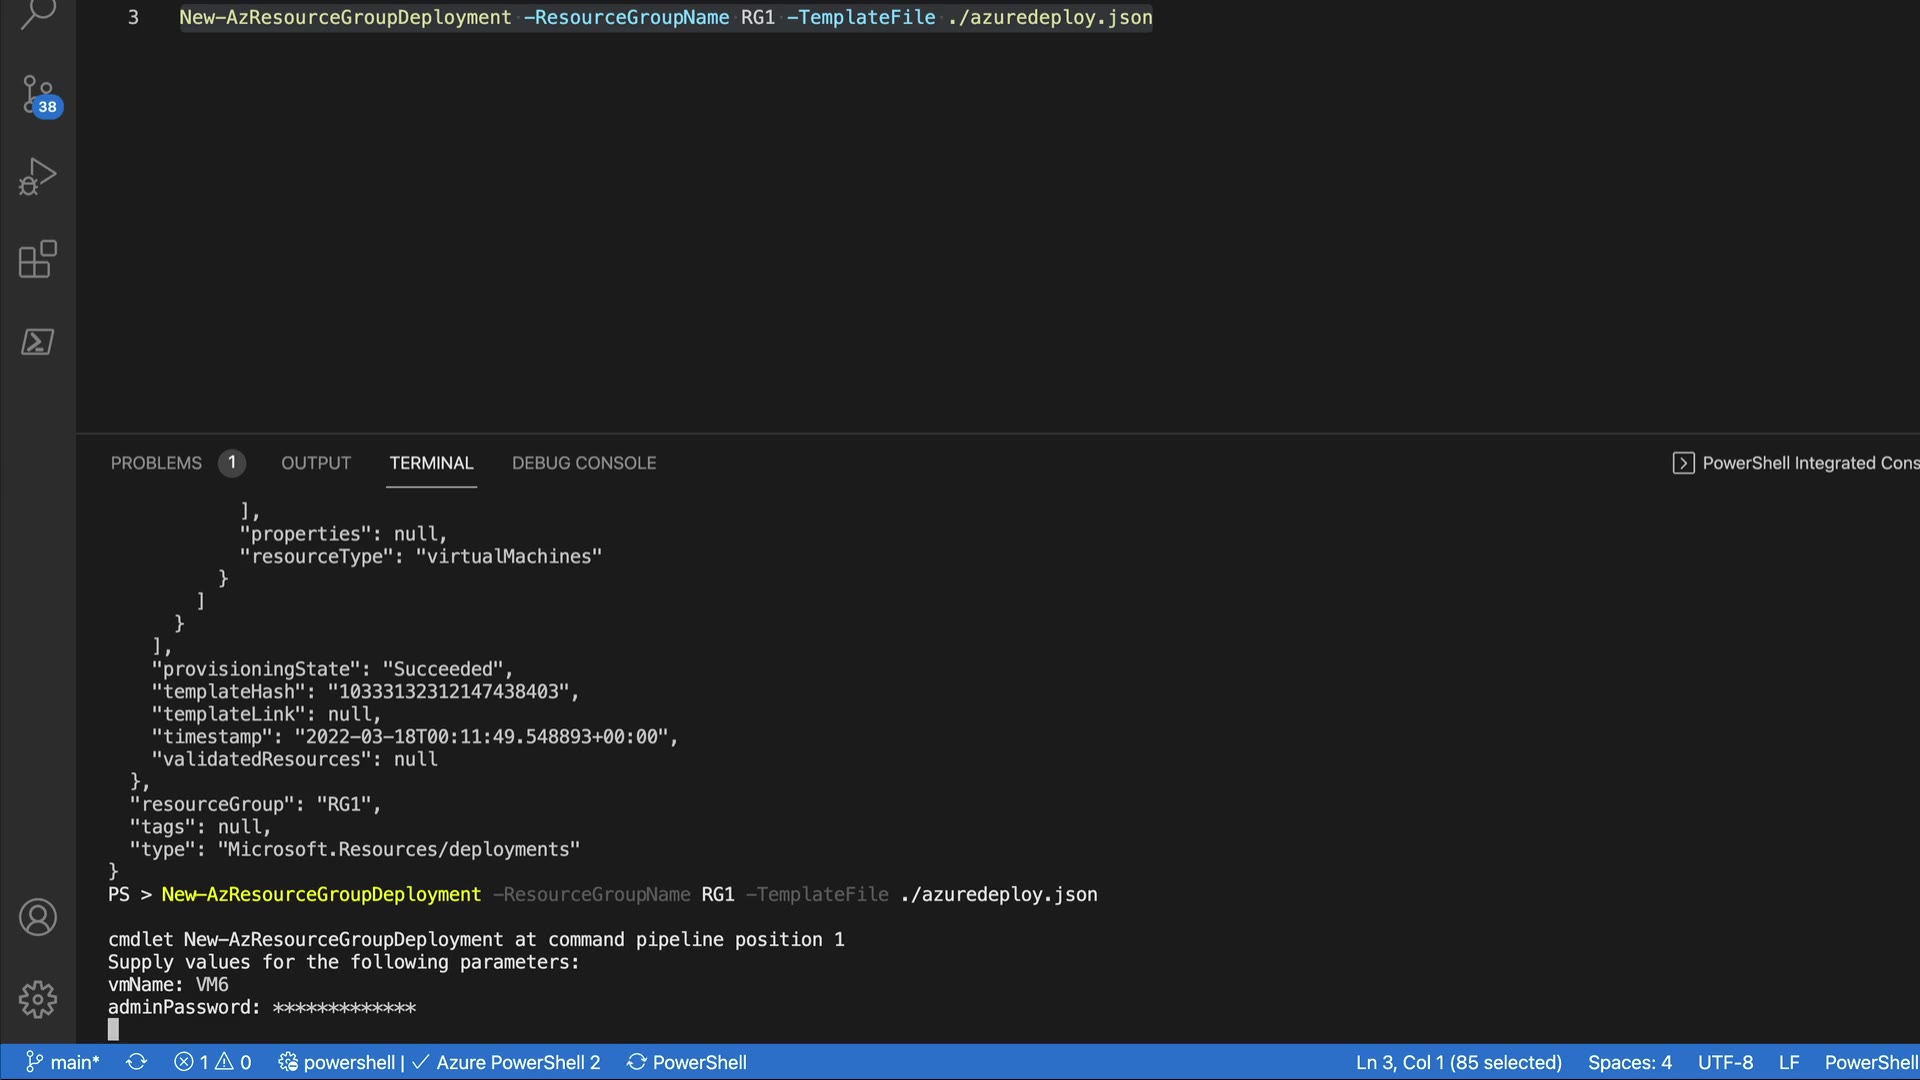 3 New-AzResourceGroupDeployment -ResourceGroupName RG1 -TemplateFile ./azuredeploy.json
38
PROBLEMS 1 OUTPUT TERMINAL DEBUG CONSOLE PowerShell Integrated Cons
],
"properties": null,
"resourceType": "virtualMachines"
}
]
}
],
"provisioningState": "Succeeded",
"templateHash": "10333132312147438403",
"templateLink": null,
"timestamp": "2022-03-18T00:11:49.548893+00:00",
"validatedResources": null
},
"resourceGroup": "RG1",
"tags": null,
"type": "Microsoft.Resources/deployments"
}
PS > New-AzResourceGroupDeployment -ResourceGroupName RG1 -TemplateFile ./azuredeploy.json
cmdlet New-AzResourceGroupDeployment at command pipeline position 1
Supply values for the following parameters:
vmName: VM6
adminPassword: *************
main* 1 0 powershell | ✓ Azure PowerShell 2 PowerShell Ln 3, Col 1 (85 selected) Spaces: 4 UTF-8 LF PowerShell